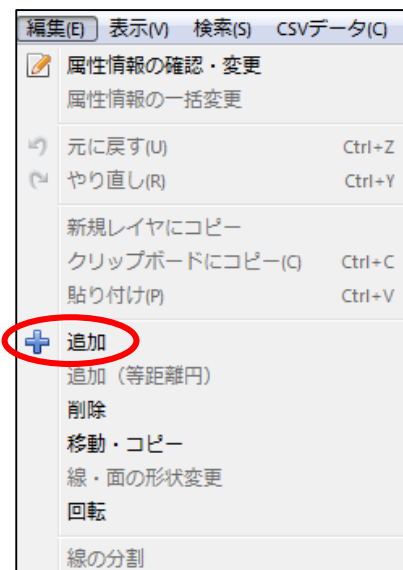 編集(E) 表示(V) 検索(S) CSVデータ(C)
属性情報の確認・変更
属性情報の一括変更
元に戻す(U) Ctrl+Z
やり直し(R) Ctrl+Y
新規レイヤにコピー
クリップボードにコピー(C) Ctrl+C
貼り付け(P) Ctrl+V
追加
追加（等距離円）
削除
移動・コピー
線・面の形状変更
回転
線の分割